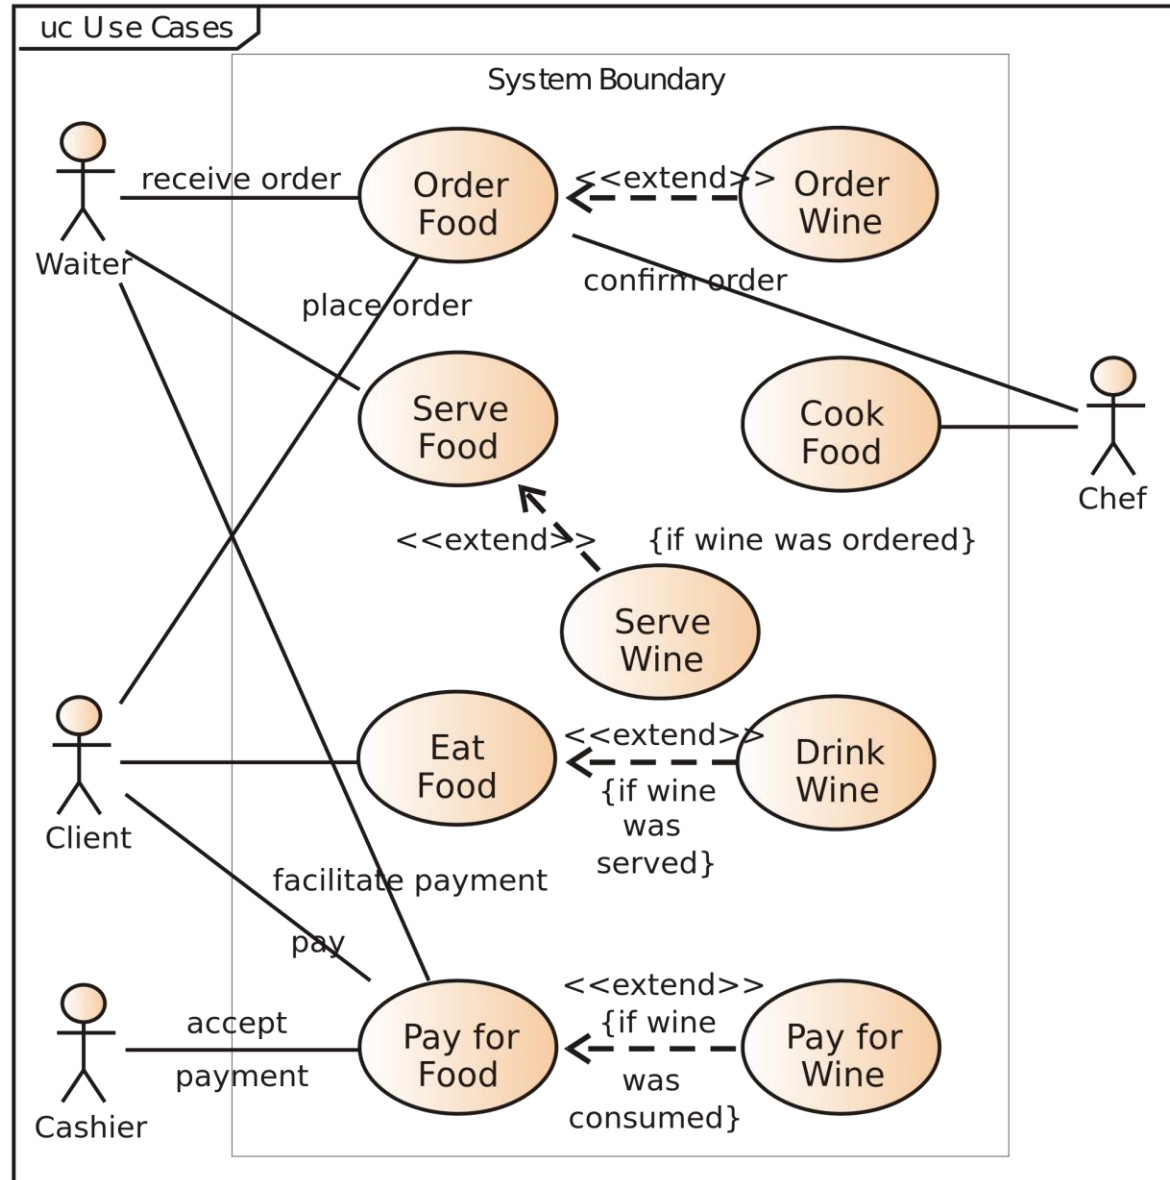 uc Use Cases
System Boundary
receive order
Order
Food
<<extend>>
Order
Wine
Waiter
confirm order
place order
Serve
Food
Cook
Food
Chef
<<extend>>
{if wine was ordered}
Serve
Wine
Eat
Food
<<extend>>
Drink
Wine
{if wine
was
served}
Client
facilitate payment
pay
<<extend>>
{if wine
was
consumed}
accept
payment
Pay for
Food
Pay for
Wine
Cashier